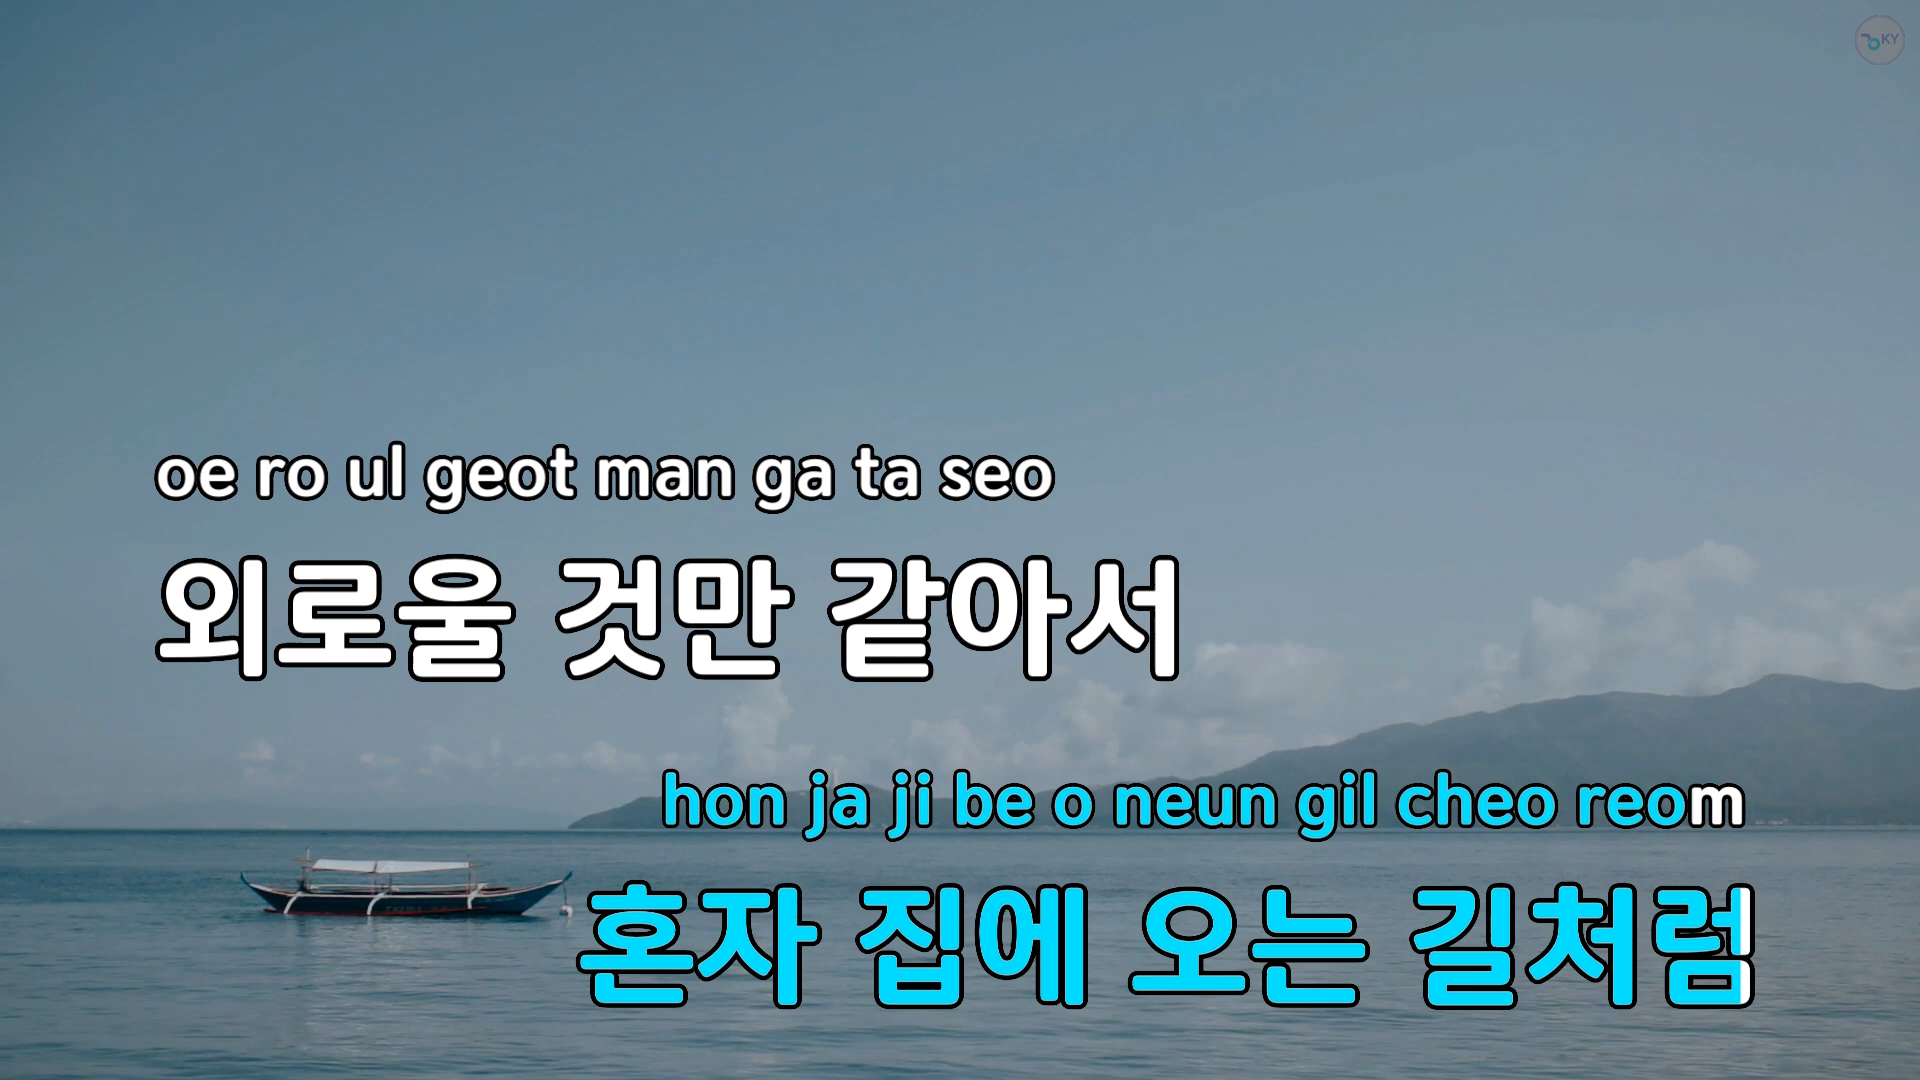 KY
oe ro ul geot man ga ta seo
외로울 것만 같아서
hon ja ji be o neun gil cheo reom
혼자 집에 오는 길처럼